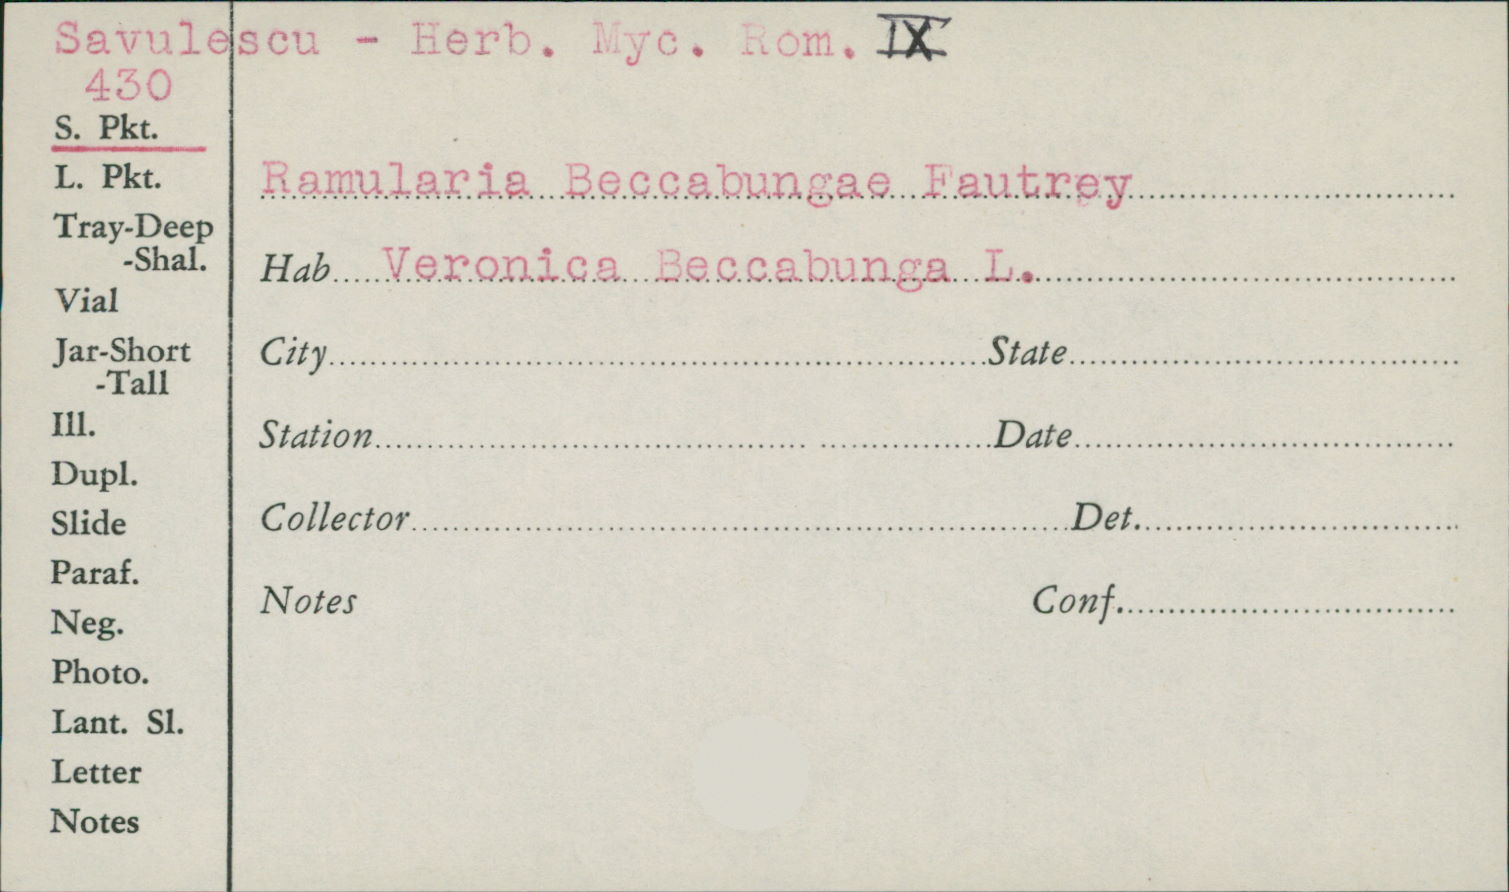 Savulescu - Herb. Myc. Rom. IX
430
S. Pkt.
L. Pkt.
Tray-Deep
-Shal.
Vial
Jar-Short
-Tall
Ill.
Dupl.
Slide
Paraf.
Neg.
Photo.
Lant. Sl.
Letter
Notes
Ramularia Beccabungae Fautrey
Hab. Veronica Beccabunga L.
City State
Station Date
Collector Det.
Notes Conf.